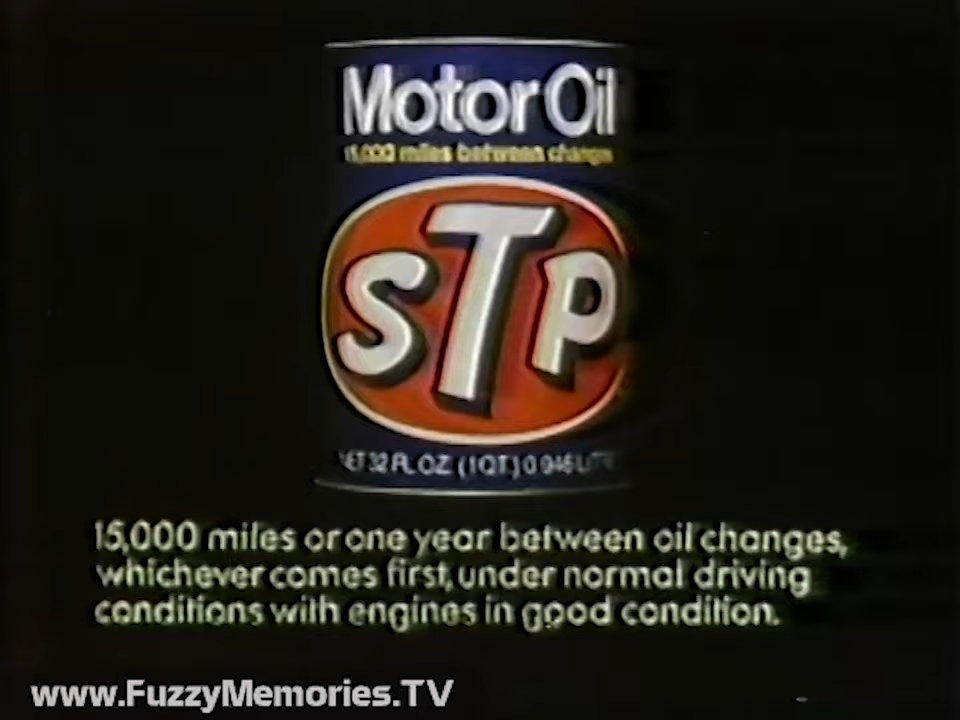 Motor Oil
15,000 miles between changes
STP
NET 32 FL. OZ. (1 QT.) 0.946 LITRE
15,000 miles or one year between oil changes,
whichever comes first, under normal driving
conditions with engines in good condition.
www.FuzzyMemories.TV